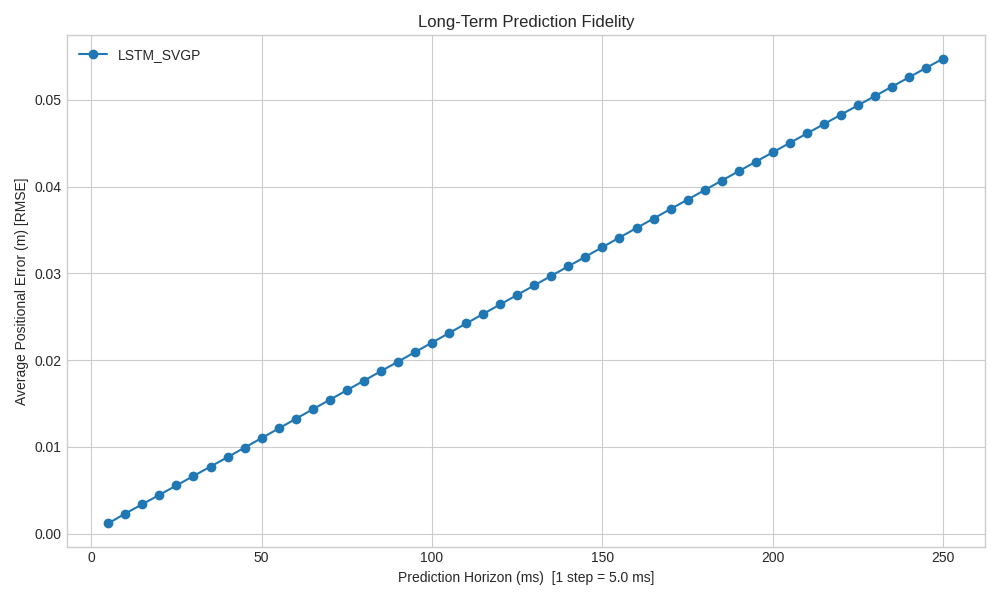 Long-Term Prediction Fidelity
LSTM_SVGP
Average Positional Error (m) [RMSE]
0.05
0.04
0.03
0.02
0.01
0.00
0 50 100 150 200 250
Prediction Horizon (ms) [1 step = 5.0 ms]